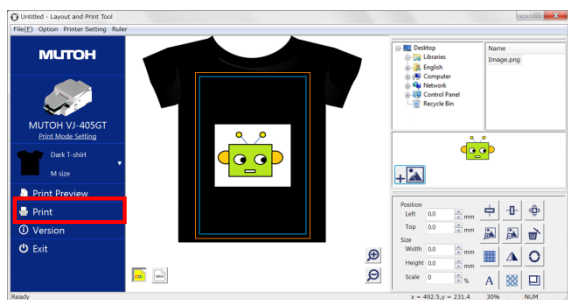 Untitled - Layout and Print Tool
File(F) Option Printer Setting Ruler
MUTOH
MUTOH VJ-405GT
Print Mode Setting
Dark T-shirt
M size
Print Preview
Print
Version
Exit
Desktop
Libraries
English
Computer
Network
Control Panel
Recycle Bin
Name
Image.png
Position
Left 0.0 mm
Top 0.0 mm
Size
Width 0.0 mm
Height 0.0 mm
Scale 0 %
A
Ready
x = 492.5,y = 231.4 30% NUM